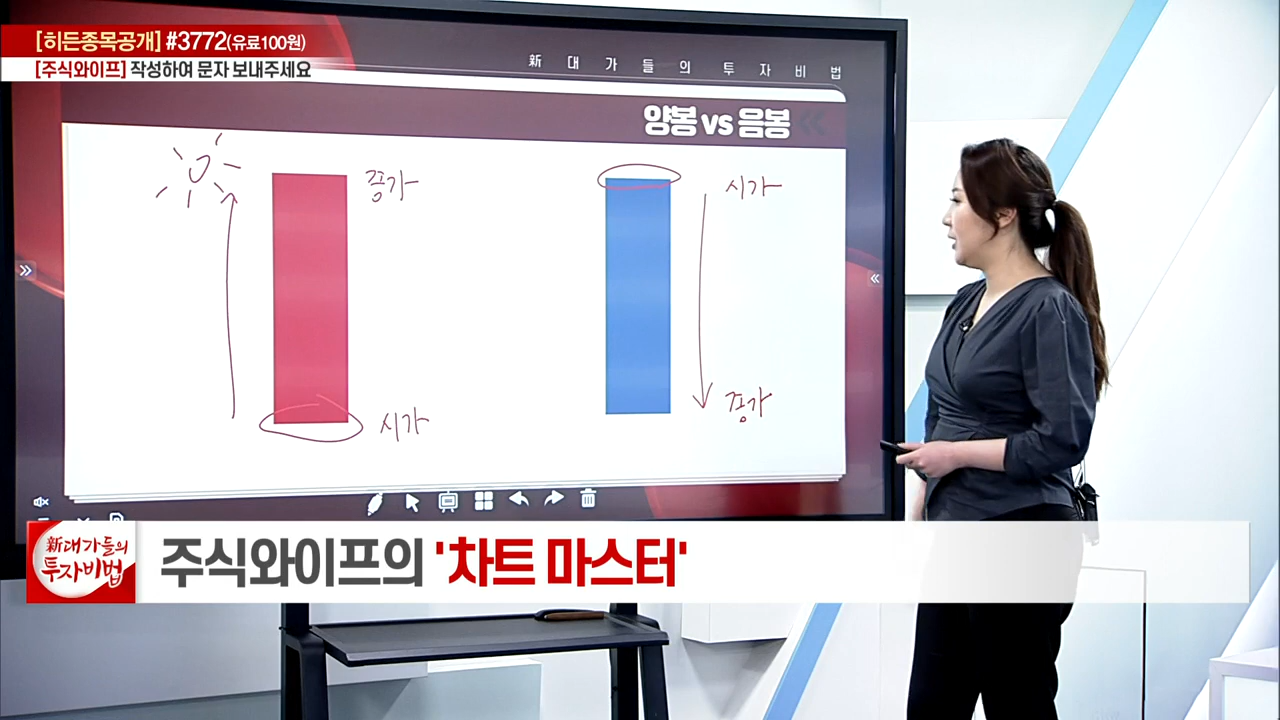 [히든종목공개] #3772(유료100원)
[주식와이프] 작성하여 문자 보내주세요
新 대 가 들 의 투 자 비 법
양봉 vs 음봉
종가
시가
시가
종가
新대가들의
투자비법
주식와이프의 '차트 마스터'